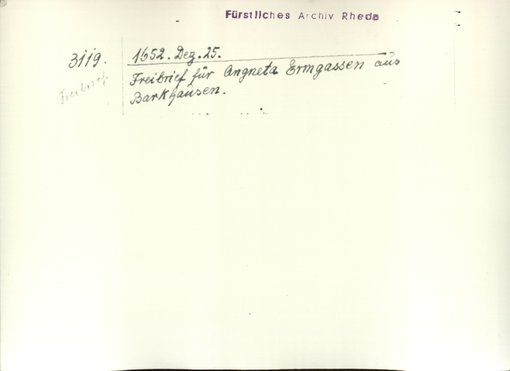 Fürstliches Archiv Rheda
3119. 1652. Dez. 25.
Freibrief Freibrief für Angneta Ermgassen aus
Barkhausen.